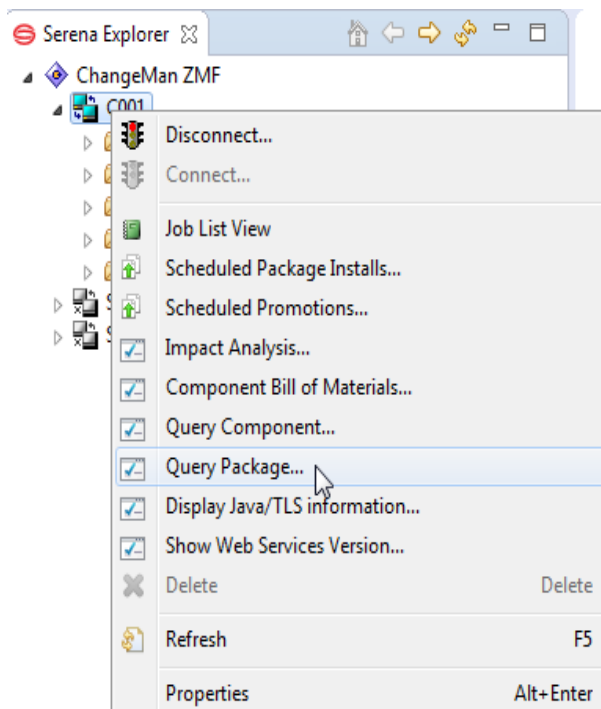 Serena Explorer
ChangeMan ZMF
C001
Disconnect...
Connect...
Job List View
Scheduled Package Installs...
Scheduled Promotions...
Impact Analysis...
Component Bill of Materials...
Query Component...
Query Package...
Display Java/TLS information...
Show Web Services Version...
Delete Delete
Refresh F5
Properties Alt+Enter